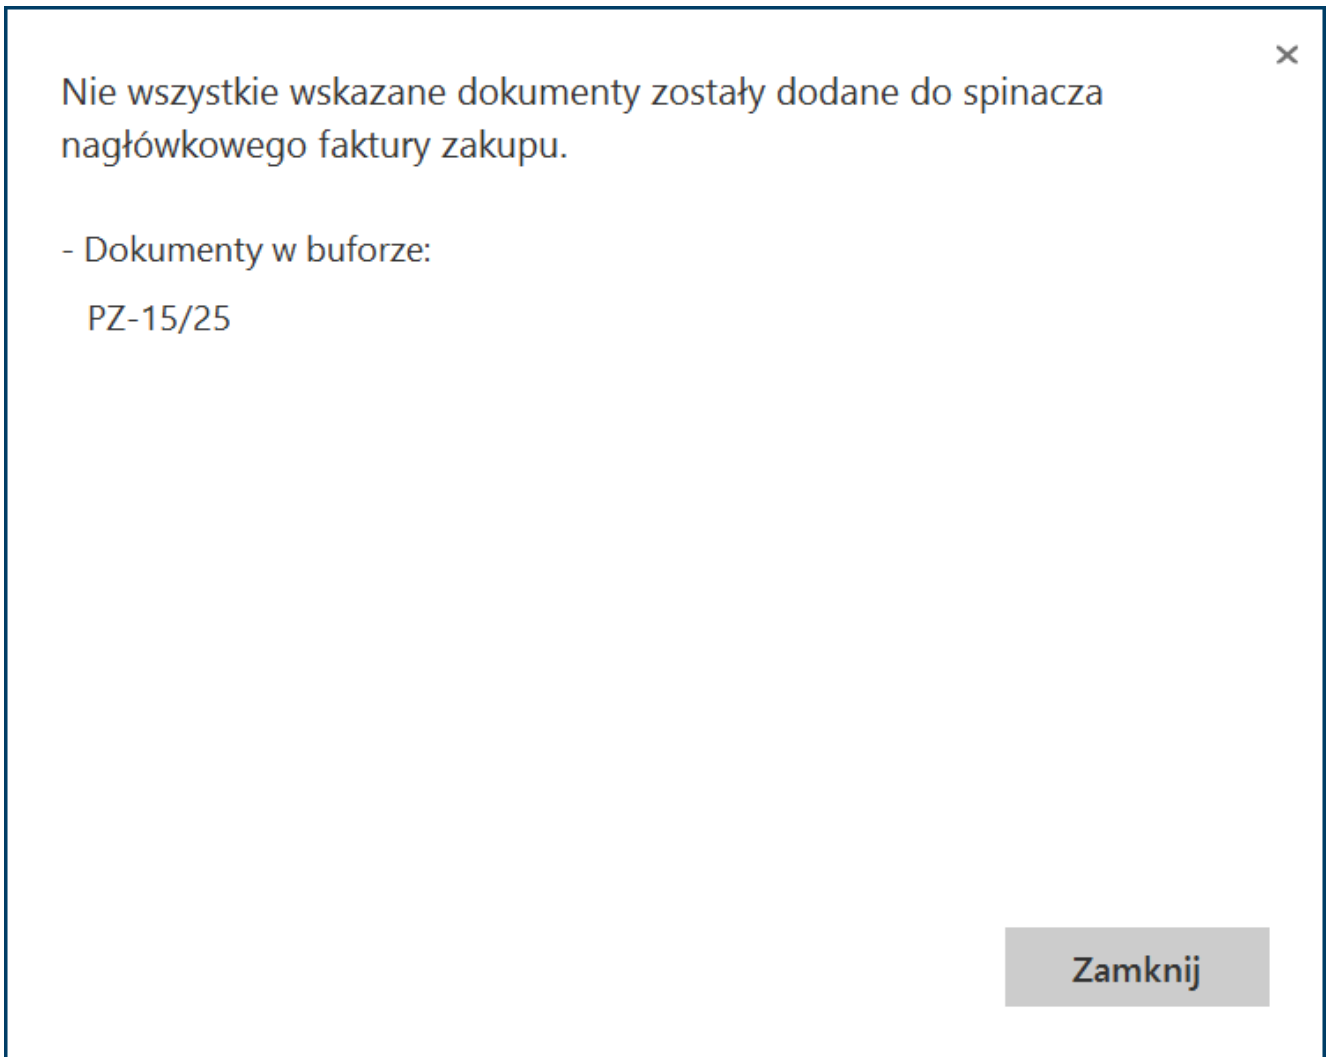 Nie wszystkie wskazane dokumenty zostały dodane do spinacza
nagłówkowego faktury zakupu.
- Dokumenty w buforze:
PZ-15/25
Zamknij